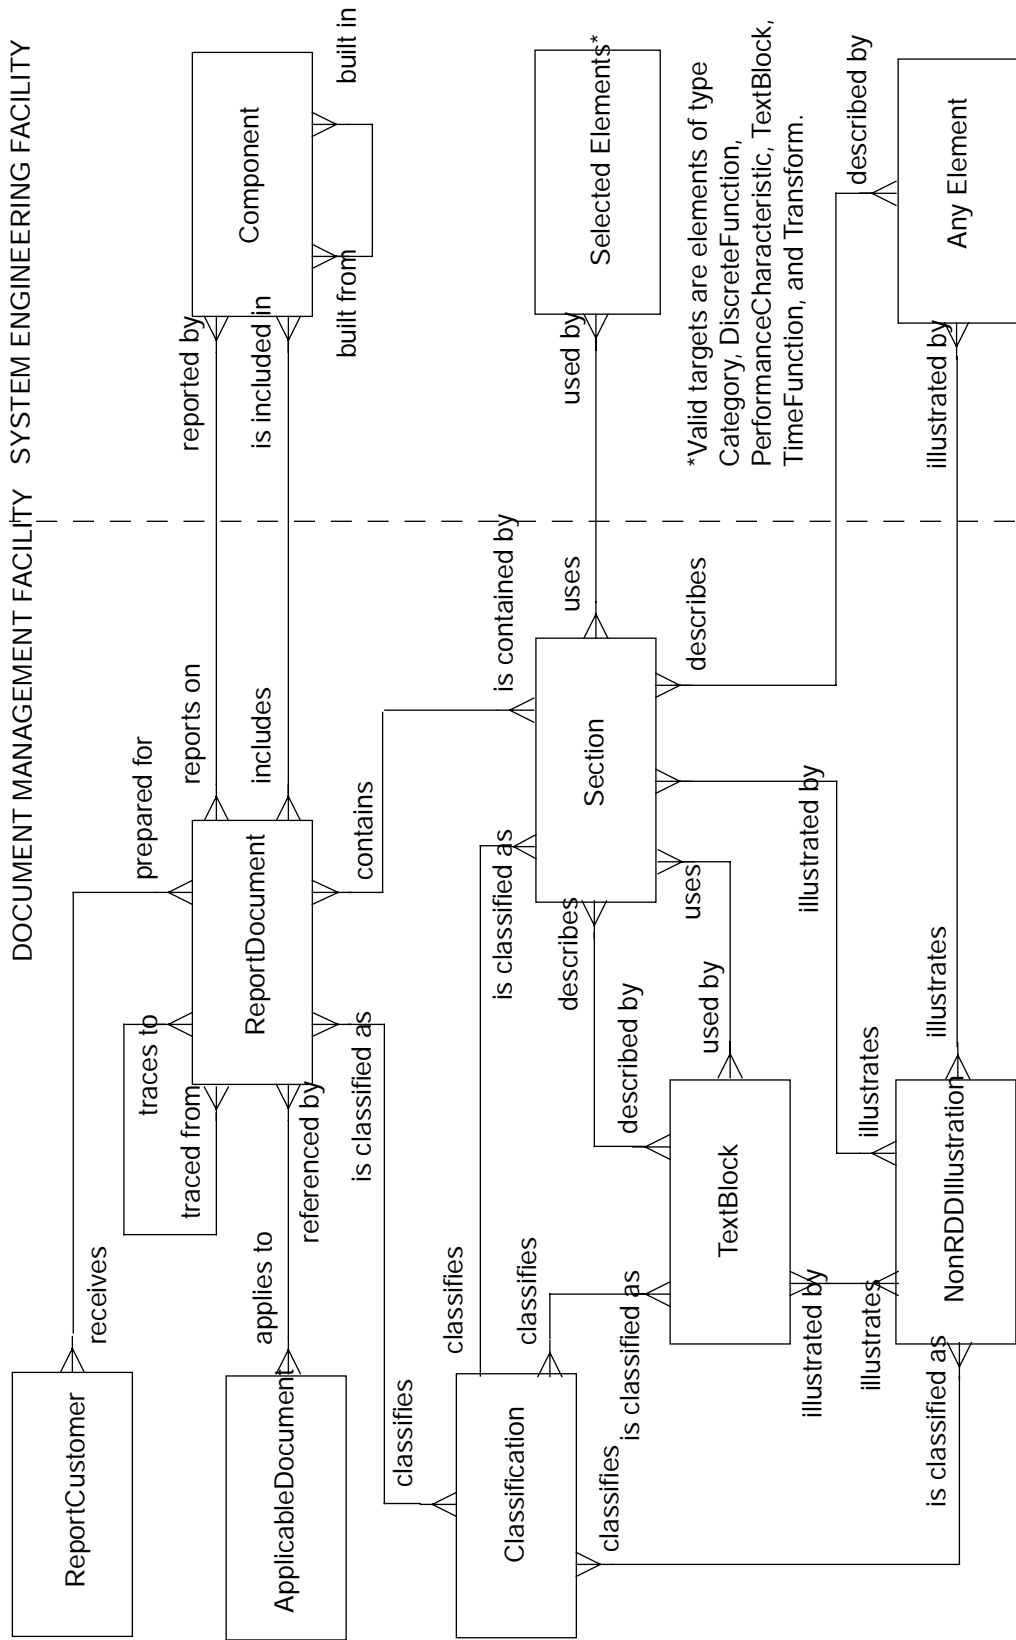 DOCUMENT MANAGEMENT FACILITY
SYSTEM ENGINEERING FACILITY
ReportCustomer
receives
prepared for
traces to
traced from
ReportDocument
reports on
reported by
includes
is included in
Component
built from
built in
ApplicableDocument
applies to
referenced by
is classified as
contains
classifies
classifies
is classified as
is contained by
Classification
classifies
is classified as
describes
Section
uses
used by
Selected Elements*
classifies
described by
uses
used by
describes
TextBlock
*Valid targets are elements of type
Category, DiscreteFunction,
PerformanceCharacteristic, TextBlock,
TimeFunction, and Transform.
illustrated by
illustrates
illustrates
illustrated by
described by
is classified as
NonRDDIllustration
illustrates
illustrated by
Any Element